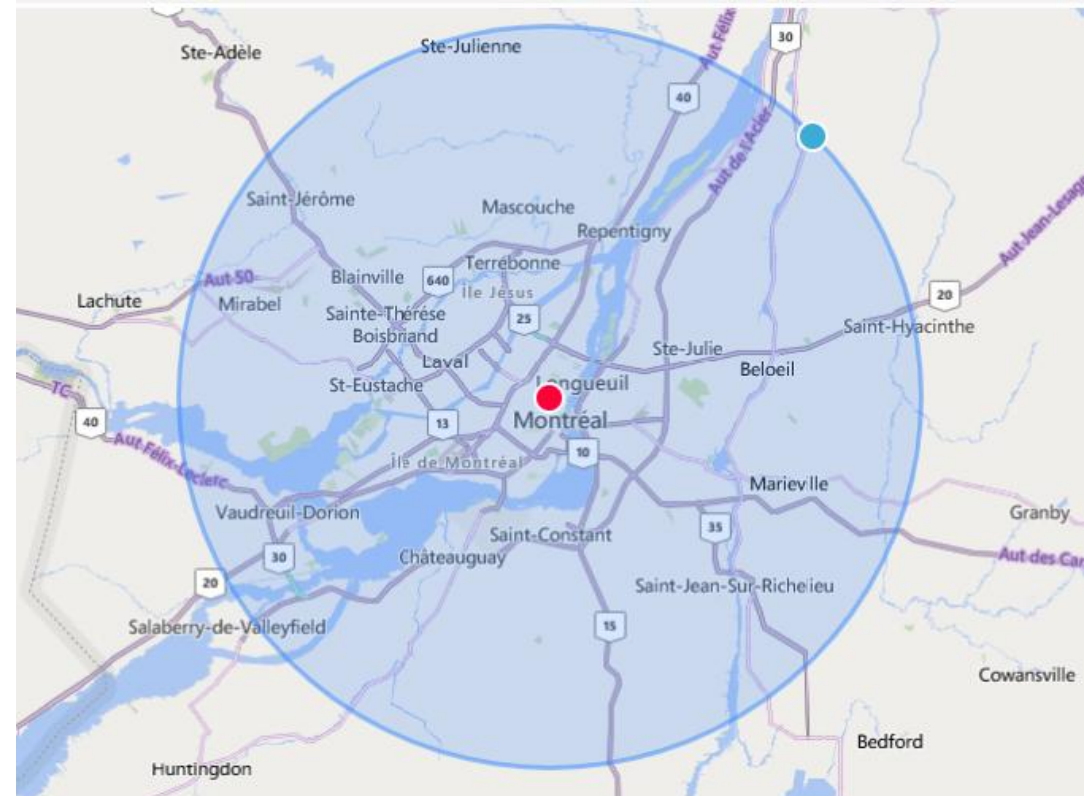 Ste-Adèle
Ste-Julienne
Aut Féli
30
40
Aut de l'Acier
Aut Jean-Lesage
Saint-Jérôme
Mascouche
Repentigny
Aut 50
Blainville
640
Terrebonne
Île Jésus
Lachute
Mirabel
Sainte-Thérèse
Boisbriand
25
20
Saint-Hyacinthe
Laval
Ste-Julie
Beloeil
St-Eustache
Longueuil
TC
40
13
Montréal
Aut Félix-Leclerc
Île de Montréal
10
Marieville
Vaudreuil-Dorion
35
Granby
Saint-Constant
30
Châteauguay
Aut des Can
20
Saint-Jean-Sur-Richelieu
Salaberry-de-Valleyfield
15
Cowansville
Bedford
Huntingdon